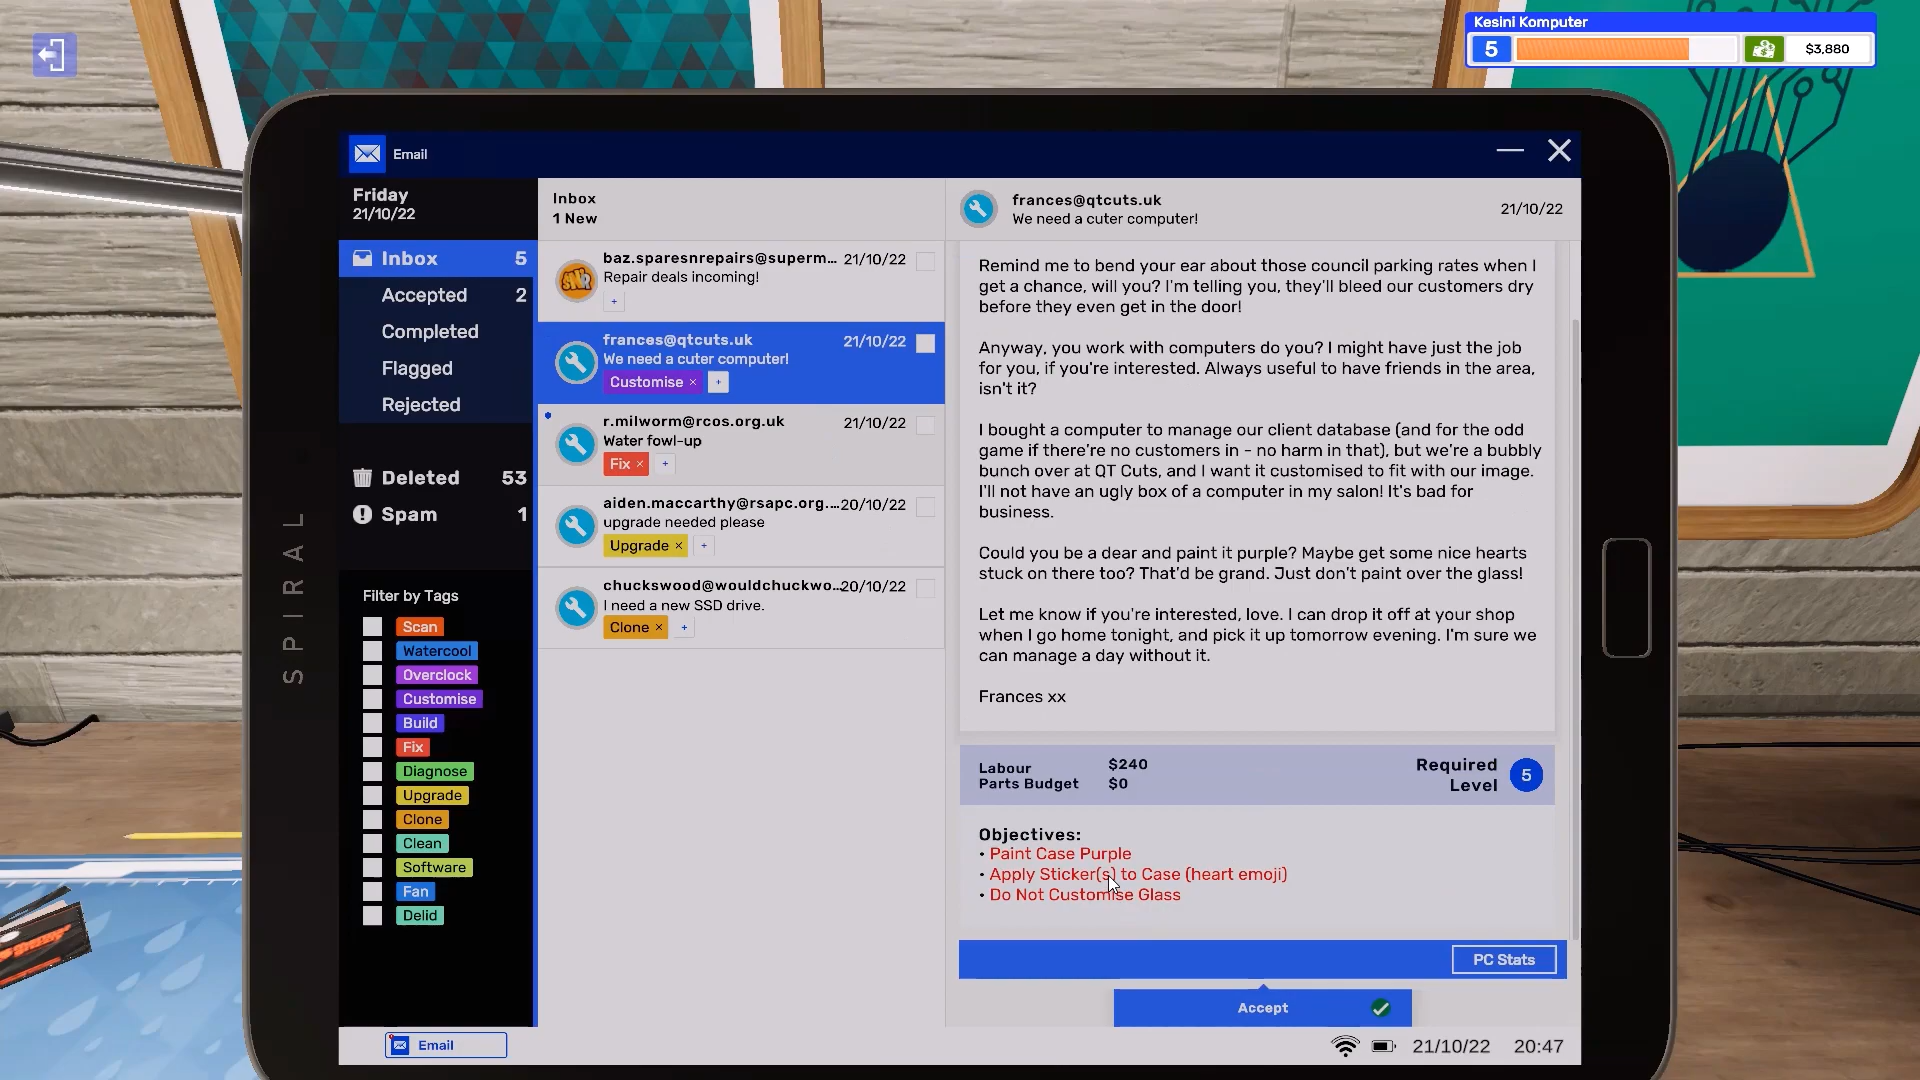 Kesini Komputer
5
$3,880
Email
Friday
21/10/22
Inbox 5
Accepted 2
Completed
Flagged
Rejected
Deleted 53
Spam 1
Filter by Tags
Scan
Watercool
Overclock
Customise
Build
Fix
Diagnose
Upgrade
Clone
Clean
Software
Fan
Delid
SPIRAL
Inbox
1 New
baz.sparesnrepairs@superm... 21/10/22
Repair deals incoming!
+
SNR
frances@qtcuts.uk 21/10/22
We need a cuter computer!
Customise × +
r.milworm@rcos.org.uk 21/10/22
Water fowl-up
Fix × +
aiden.maccarthy@rsapc.org.... 20/10/22
upgrade needed please
Upgrade × +
chuckswood@wouldchuckwo... 20/10/22
I need a new SSD drive.
Clone × +
frances@qtcuts.uk
We need a cuter computer!
21/10/22
Remind me to bend your ear about those council parking rates when I
get a chance, will you? I'm telling you, they'll bleed our customers dry
before they even get in the door!
Anyway, you work with computers do you? I might have just the job
for you, if you're interested. Always useful to have friends in the area,
isn't it?
I bought a computer to manage our client database (and for the odd
game if there're no customers in - no harm in that), but we're a bubbly
bunch over at QT Cuts, and I want it customised to fit with our image.
I'll not have an ugly box of a computer in my salon! It's bad for
business.
Could you be a dear and paint it purple? Maybe get some nice hearts
stuck on there too? That'd be grand. Just don't paint over the glass!
Let me know if you're interested, love. I can drop it off at your shop
when I go home tonight, and pick it up tomorrow evening. I'm sure we
can manage a day without it.
Frances xx
Labour $240
Parts Budget $0
Required
Level 5
Objectives:
• Paint Case Purple
• Apply Sticker(s) to Case (heart emoji)
• Do Not Customise Glass
PC Stats
Accept
Email
21/10/22 20:47